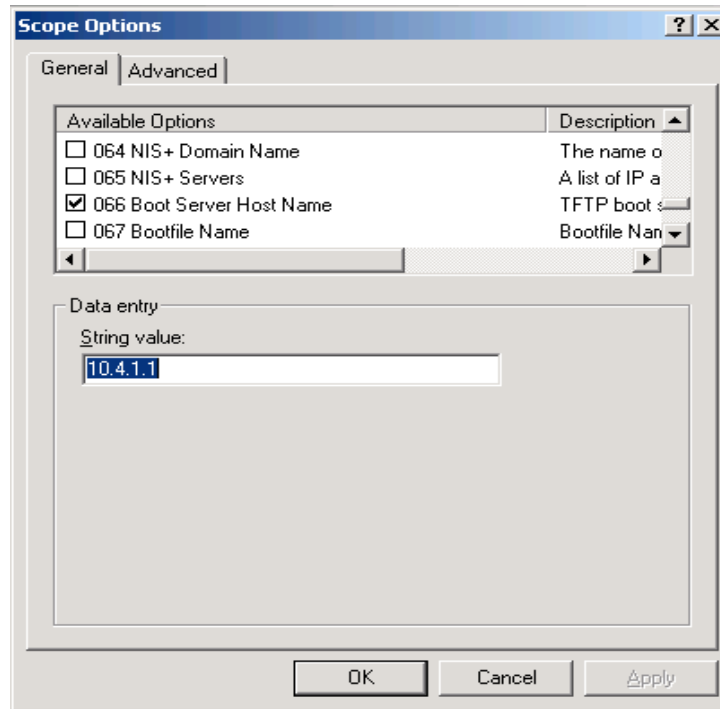 Scope Options
General Advanced
Available Options Description
064 NIS+ Domain Name The name o
065 NIS+ Servers A list of IP a
066 Boot Server Host Name TFTP boot s
067 Bootfile Name Bootfile Nan
Data entry
String value:
10.4.1.1
OK Cancel Apply